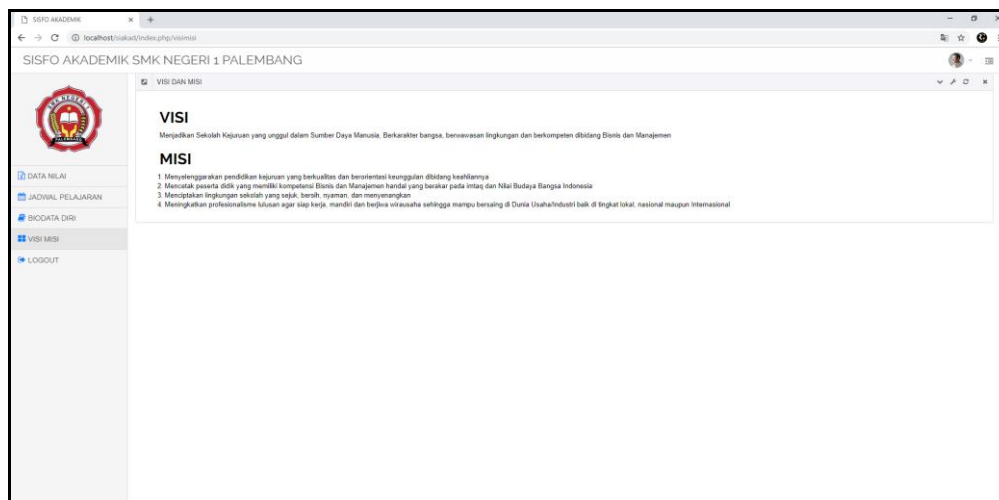 SISFO AKADEMIK
localhost/siakad/index.php/visimisi
SISFO AKADEMIK SMK NEGERI 1 PALEMBANG
SMK NEGERI 1
PALEMBANG
DATA NILAI
JADWAL PELAJARAN
BIODATA DIRI
VISI MISI
LOGOUT
VISI DAN MISI
VISI
Menjadikan Sekolah Kejuruan yang unggul dalam Sumber Daya Manusia, Berkarakter bangsa, berwawasan lingkungan dan berkompeten dibidang Bisnis dan Manajemen
MISI
1. Menyelenggarakan pendidikan kejuruan yang berkualitas dan berorientasi keunggulan dibidang keahliannya
2. Mencetak peserta didik yang memiliki kompetensi Bisnis dan Manajemen handal yang berakar pada imtaq dan Nilai Budaya Bangsa Indonesia
3. Menciptakan lingkungan sekolah yang sejuk, bersih, nyaman, dan menyenangkan
4. Meningkatkan profesionalisme lulusan agar siap kerja, mandiri dan berjiwa wirausaha sehingga mampu bersaing di Dunia Usaha/Industri baik di tingkat lokal, nasional maupun Internasional